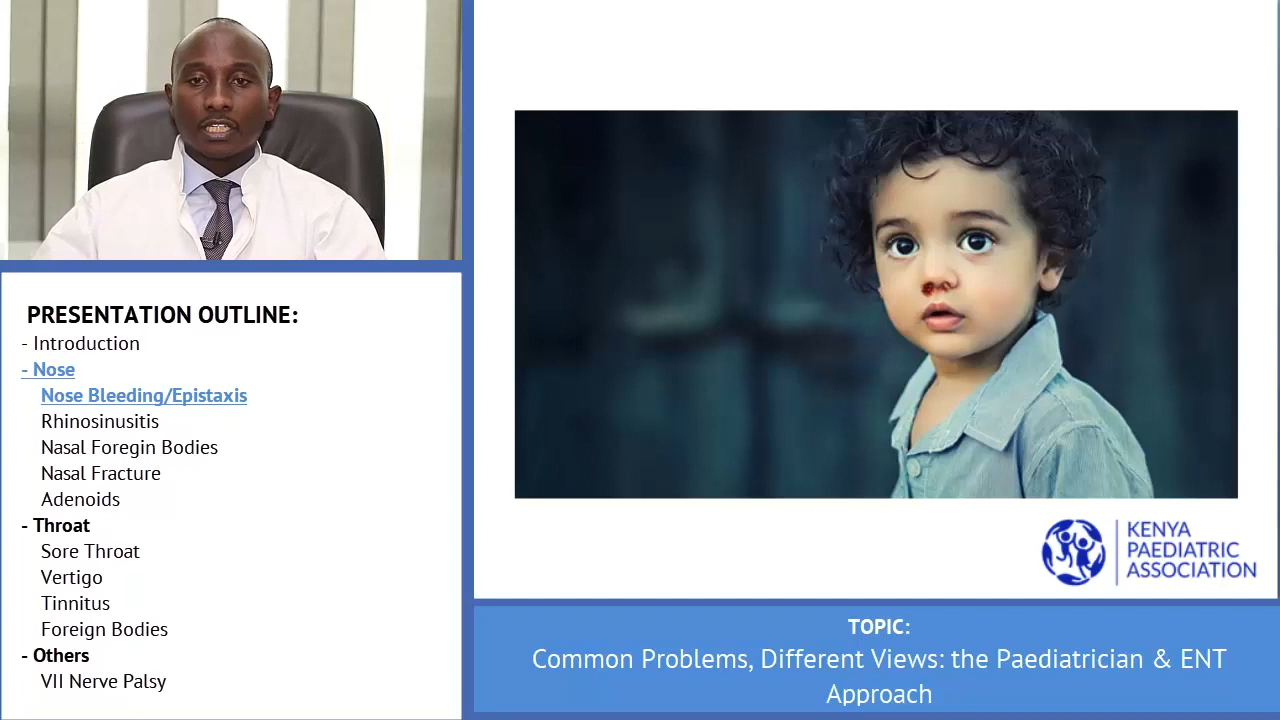 PRESENTATION OUTLINE:
- Introduction
- Nose
Nose Bleeding/Epistaxis
Rhinosinusitis
Nasal Foregin Bodies
Nasal Fracture
Adenoids
- Throat
Sore Throat
Vertigo
Tinnitus
Foreign Bodies
- Others
VII Nerve Palsy
KENYA
PAEDIATRIC
ASSOCIATION
TOPIC:
Common Problems, Different Views: the Paediatrician & ENT
Approach